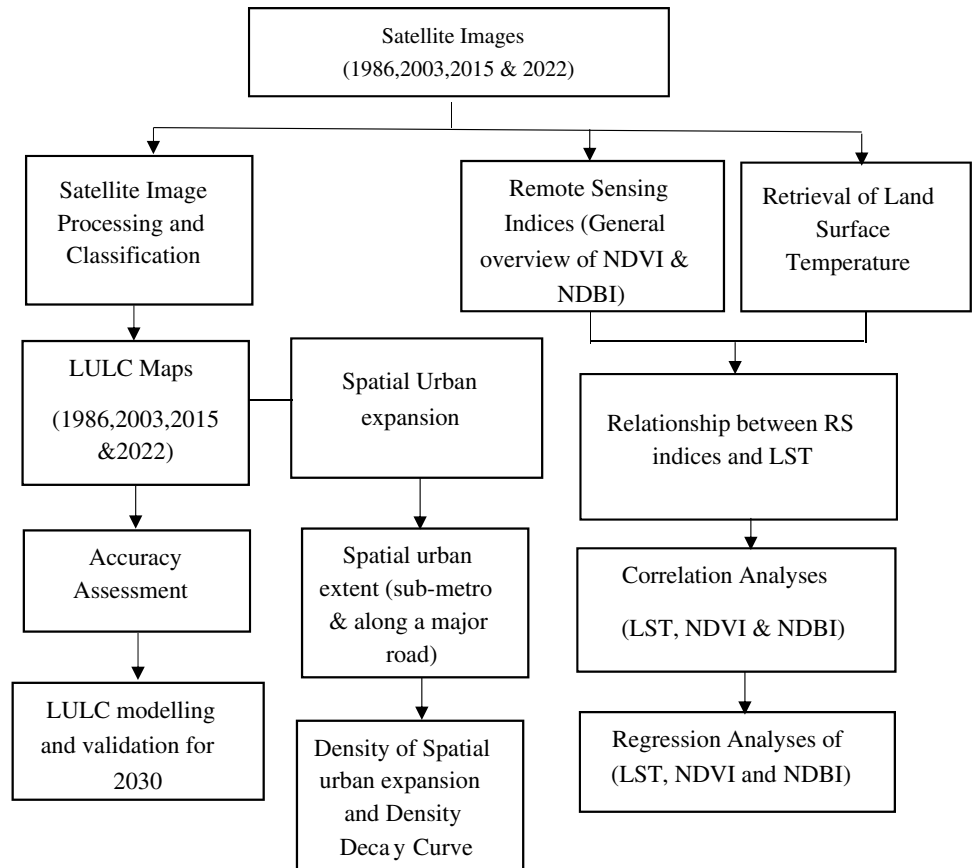 Satellite Images
(1986,2003,2015 & 2022)
Satellite Image
Processing and
Classification
Remote Sensing
Indices (General
overview of NDVI &
NDBI)
Retrieval of Land
Surface
Temperature
LULC Maps
(1986,2003,2015
&2022)
Spatial Urban
expansion
Relationship between RS
indices and LST
Accuracy
Assessment
Spatial urban
extent (sub-metro
& along a major
road)
Correlation Analyses
(LST, NDVI & NDBI)
LULC modelling
and validation for
2030
Density of Spatial
urban expansion
and Density
Decay Curve
Regression Analyses of
(LST, NDVI and NDBI)